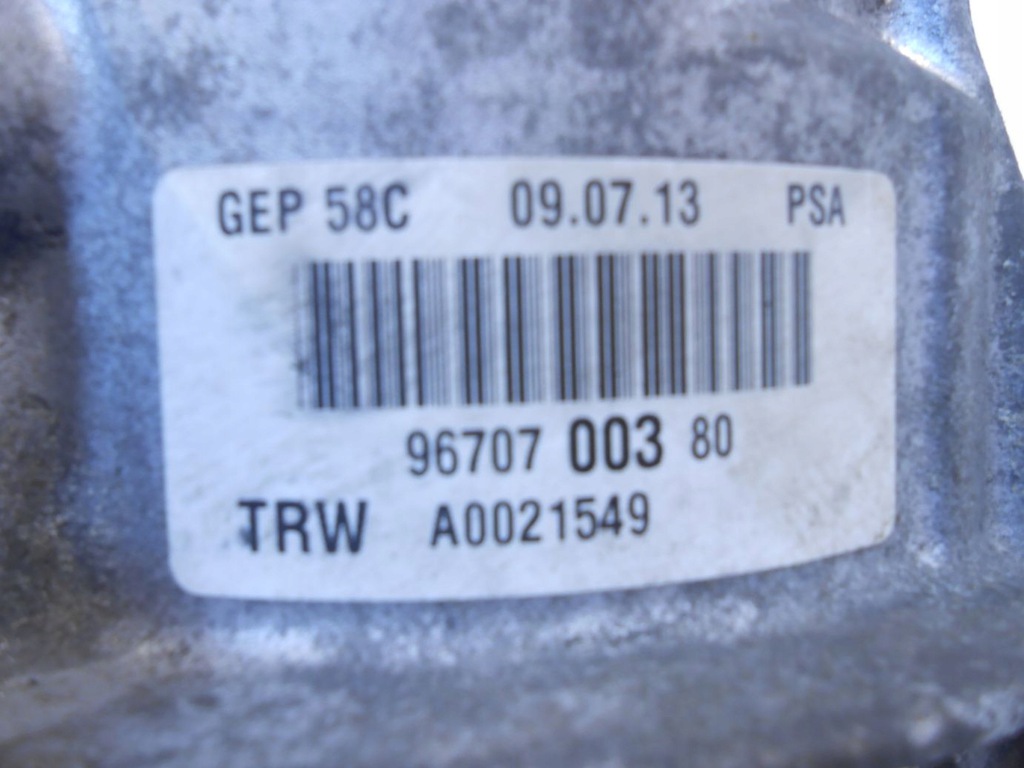 GEP 58C 09.07.13 PSA
96707 003 80
TRW A0021549